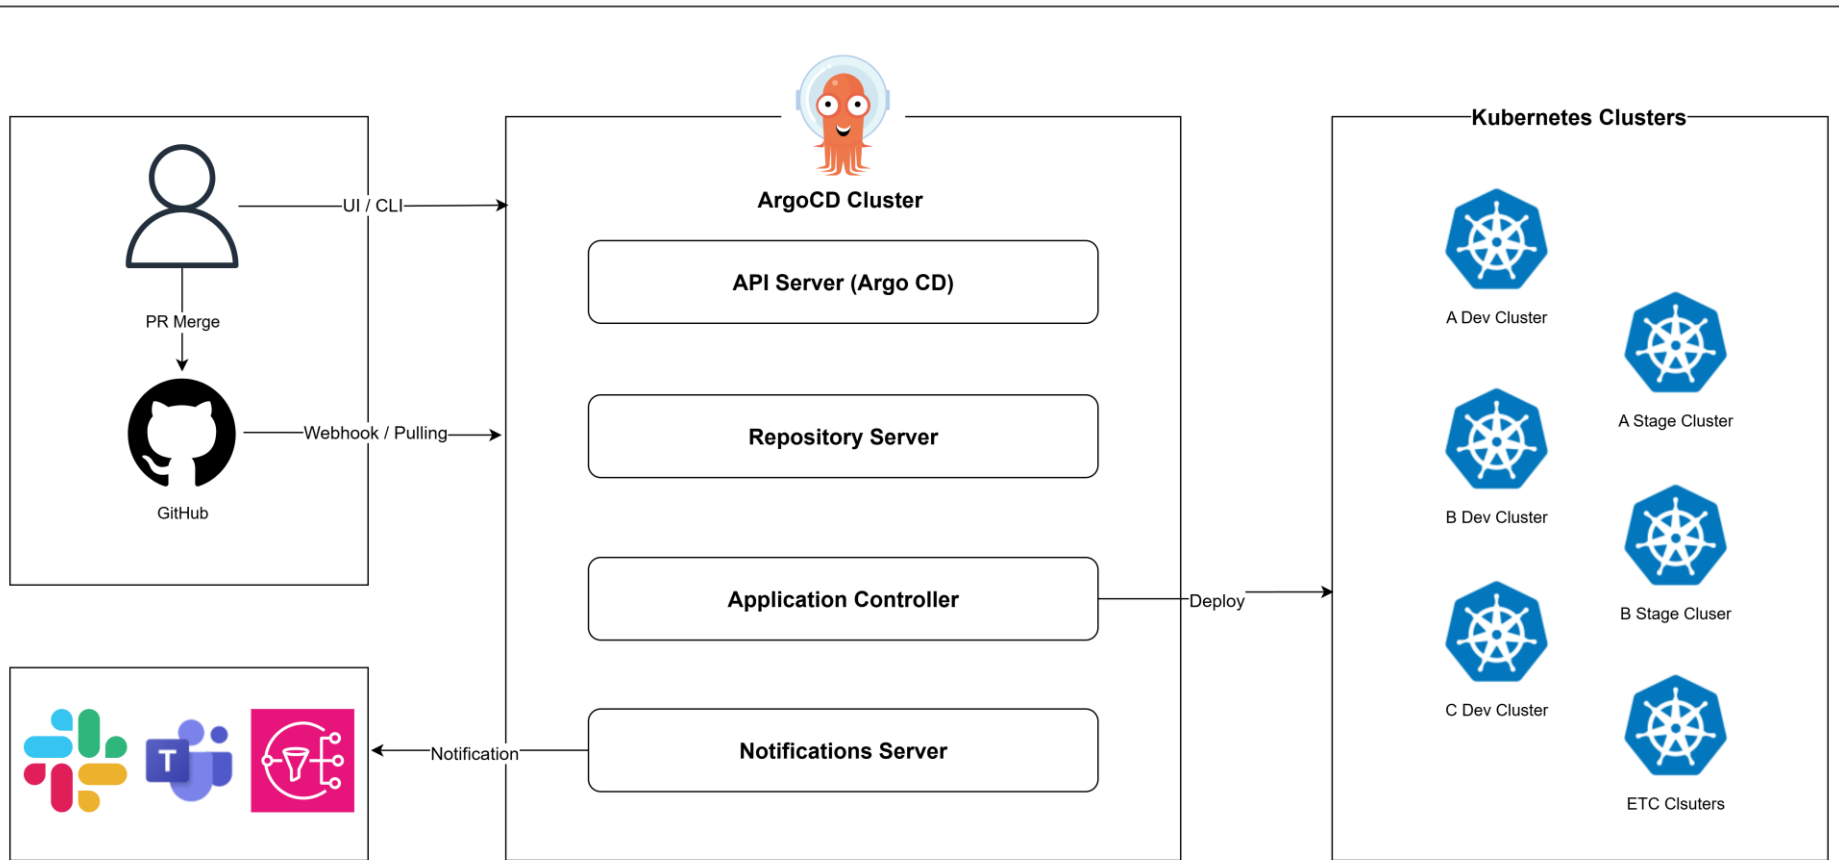 UI / CLI
PR Merge
Webhook / Pulling
GitHub
Notification
T
ArgoCD Cluster
API Server (Argo CD)
Repository Server
Application Controller
Notifications Server
Deploy
Kubernetes Clusters
A Dev Cluster
A Stage Cluster
B Dev Cluster
B Stage Cluser
C Dev Cluster
ETC Clsuters